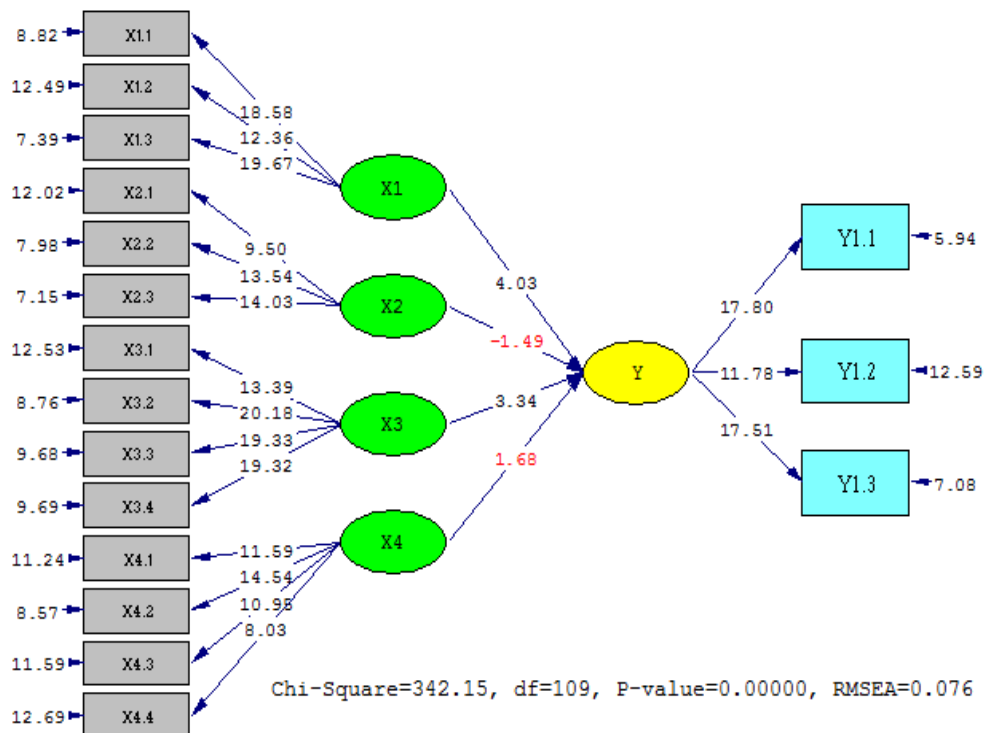 8.82 X1.1
12.49 X1.2
7.39 X1.3
12.02 X2.1
7.98 X2.2
7.15 X2.3
12.53 X3.1
8.76 X3.2
9.68 X3.3
9.69 X3.4
11.24 X4.1
8.57 X4.2
11.59 X4.3
12.69 X4.4
18.58
12.36
19.67
9.50
13.54
14.03
13.39
20.18
19.33
19.32
11.59
14.54
10.95
8.03
X1
X2
X3
X4
4.03
-1.49
3.34
1.68
Y
17.80
11.78
17.51
Y1.1 5.94
Y1.2 12.59
Y1.3 7.08
Chi-Square=342.15, df=109, P-value=0.00000, RMSEA=0.076